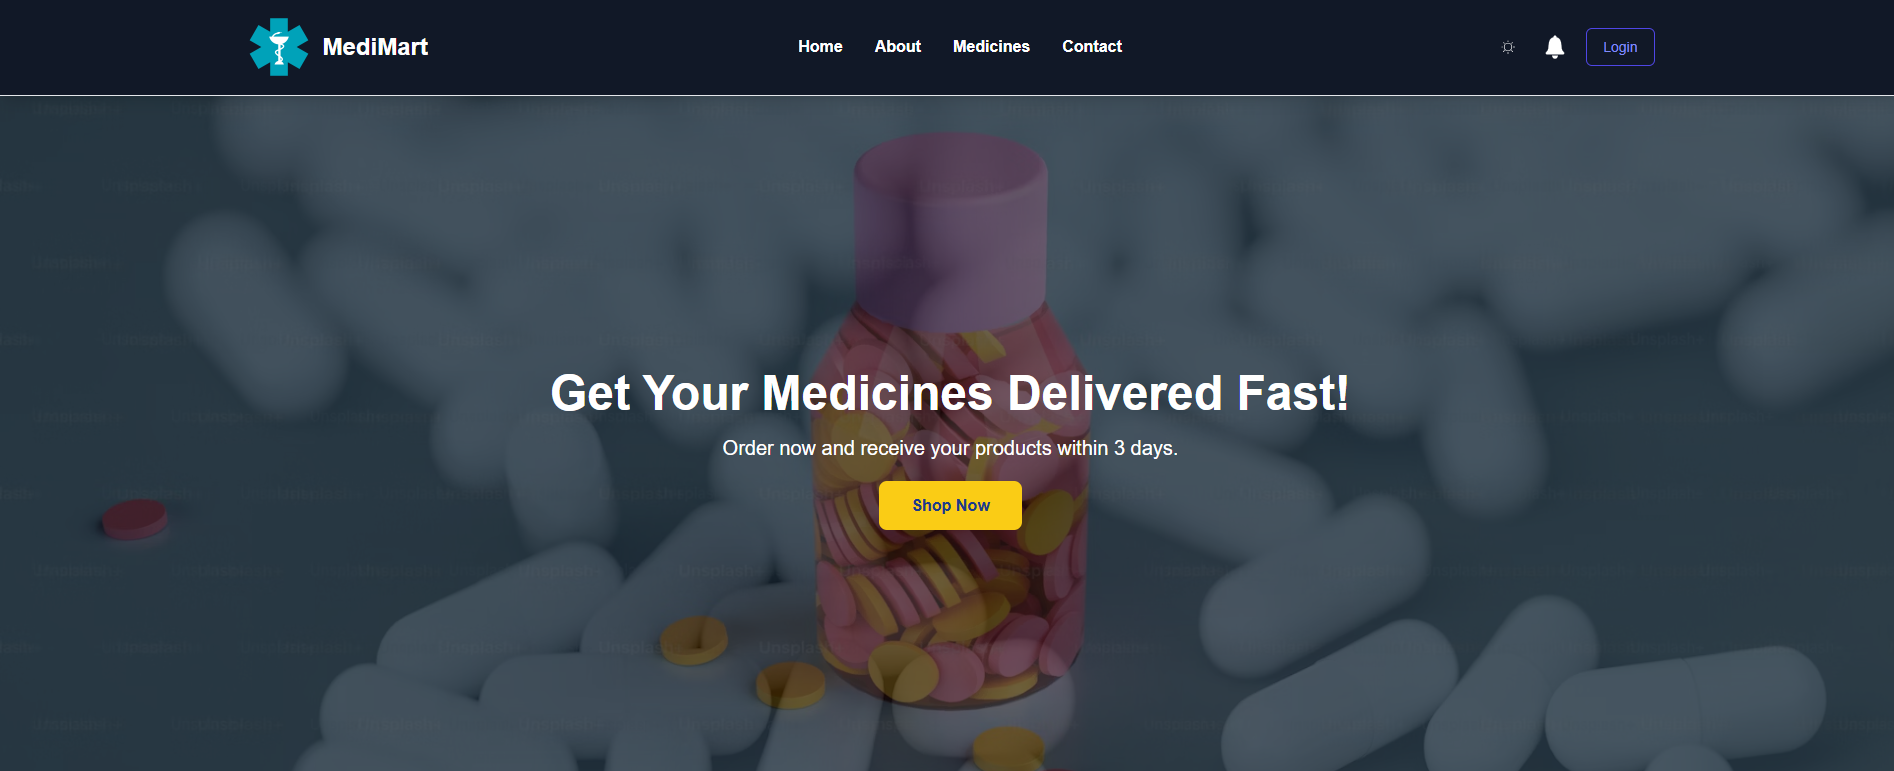 MediMart
Home About Medicines Contact
Login
Get Your Medicines Delivered Fast!
Order now and receive your products within 3 days.
Shop Now